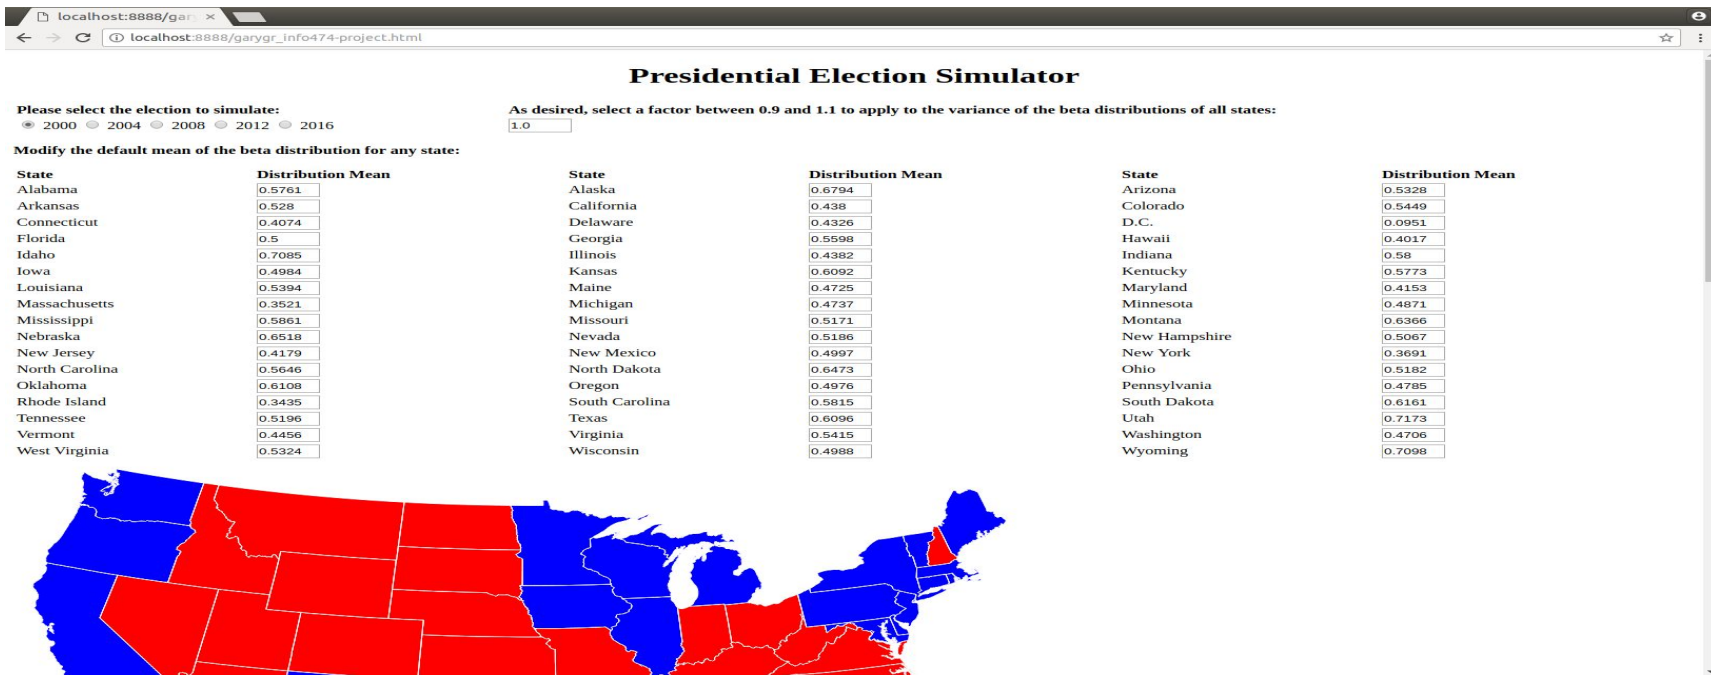 localhost:8888/gar
localhost:8888/garygr_info474-project.html
Presidential Election Simulator
Please select the election to simulate: As desired, select a factor between 0.9 and 1.1 to apply to the variance of the beta distributions of all states:
2000 2004 2008 2012 2016 1.0
Modify the default mean of the beta distribution for any state:
State Distribution Mean State Distribution Mean State Distribution Mean
Alabama 0.5761 Alaska 0.6794 Arizona 0.5328
Arkansas 0.528 California 0.438 Colorado 0.5449
Connecticut 0.4074 Delaware 0.4326 D.C. 0.0951
Florida 0.5 Georgia 0.5598 Hawaii 0.4017
Idaho 0.7085 Illinois 0.4382 Indiana 0.58
Iowa 0.4984 Kansas 0.6092 Kentucky 0.5773
Louisiana 0.5394 Maine 0.4725 Maryland 0.4153
Massachusetts 0.3521 Michigan 0.4737 Minnesota 0.4871
Mississippi 0.5861 Missouri 0.5171 Montana 0.6366
Nebraska 0.6518 Nevada 0.5186 New Hampshire 0.5067
New Jersey 0.4179 New Mexico 0.4997 New York 0.3691
North Carolina 0.5646 North Dakota 0.6473 Ohio 0.5182
Oklahoma 0.6108 Oregon 0.4976 Pennsylvania 0.4785
Rhode Island 0.3435 South Carolina 0.5815 South Dakota 0.6161
Tennessee 0.5196 Texas 0.6096 Utah 0.7173
Vermont 0.4456 Virginia 0.5415 Washington 0.4706
West Virginia 0.5324 Wisconsin 0.4988 Wyoming 0.7098